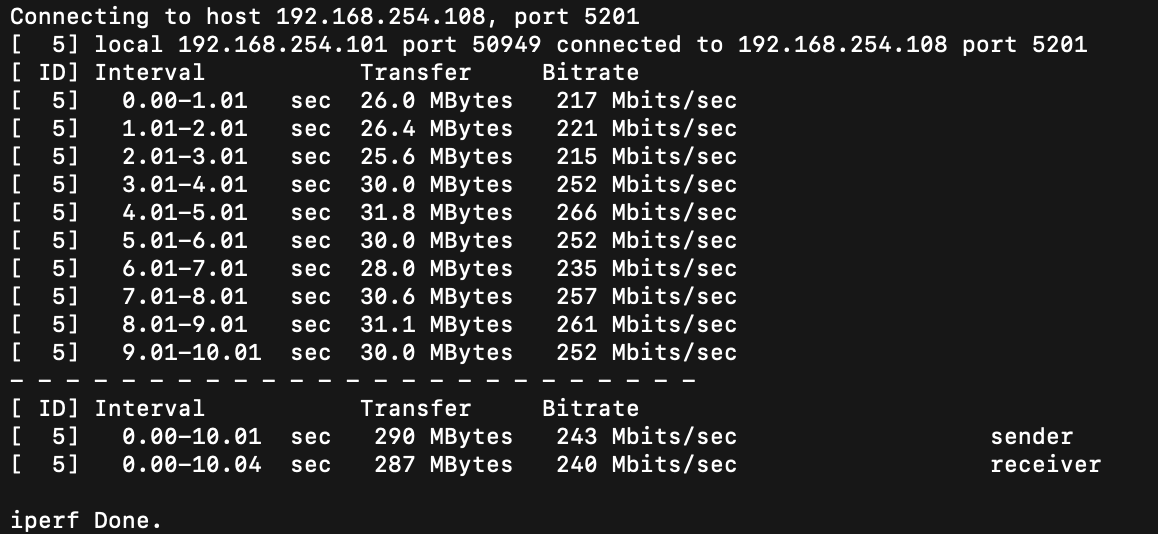 Connecting to host 192.168.254.108, port 5201
[  5] local 192.168.254.101 port 50949 connected to 192.168.254.108 port 5201
[ ID] Interval           Transfer     Bitrate
[  5]   0.00-1.01   sec  26.0 MBytes   217 Mbits/sec
[  5]   1.01-2.01   sec  26.4 MBytes   221 Mbits/sec
[  5]   2.01-3.01   sec  25.6 MBytes   215 Mbits/sec
[  5]   3.01-4.01   sec  30.0 MBytes   252 Mbits/sec
[  5]   4.01-5.01   sec  31.8 MBytes   266 Mbits/sec
[  5]   5.01-6.01   sec  30.0 MBytes   252 Mbits/sec
[  5]   6.01-7.01   sec  28.0 MBytes   235 Mbits/sec
[  5]   7.01-8.01   sec  30.6 MBytes   257 Mbits/sec
[  5]   8.01-9.01   sec  31.1 MBytes   261 Mbits/sec
[  5]   9.01-10.01  sec  30.0 MBytes   252 Mbits/sec
- - - - - - - - - - - - - - - - - - - - - - - - -
[ ID] Interval           Transfer     Bitrate
[  5]   0.00-10.01  sec   290 MBytes   243 Mbits/sec                  sender
[  5]   0.00-10.04  sec   287 MBytes   240 Mbits/sec                  receiver

iperf Done.